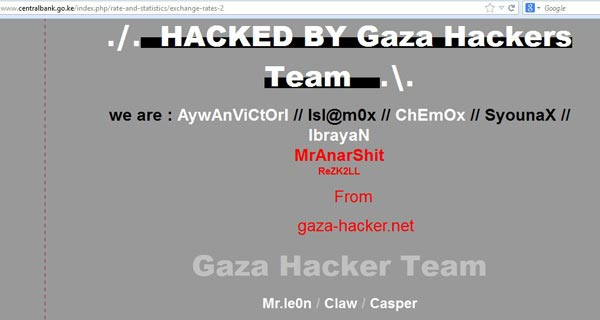 www.centralbank.go.ke/index.php/rate-and-statistics/exchange-rates-2
Google
./. HACKED BY Gaza Hackers
Team .\.
we are : AywAnViCtOrI // Isl@m0x // ChEmOx // SyounaX //
IbrayaN
MrAnarShit
ReZK2LL
From
gaza-hacker.net
Gaza Hacker Team
Mr.le0n / Claw / Casper